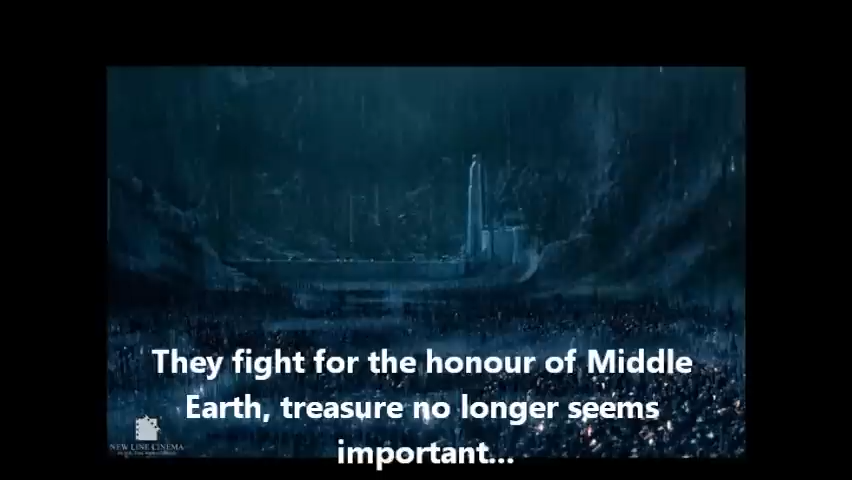 They fight for the honour of Middle
Earth, treasure no longer seems
important...
NEW LINE CINEMA